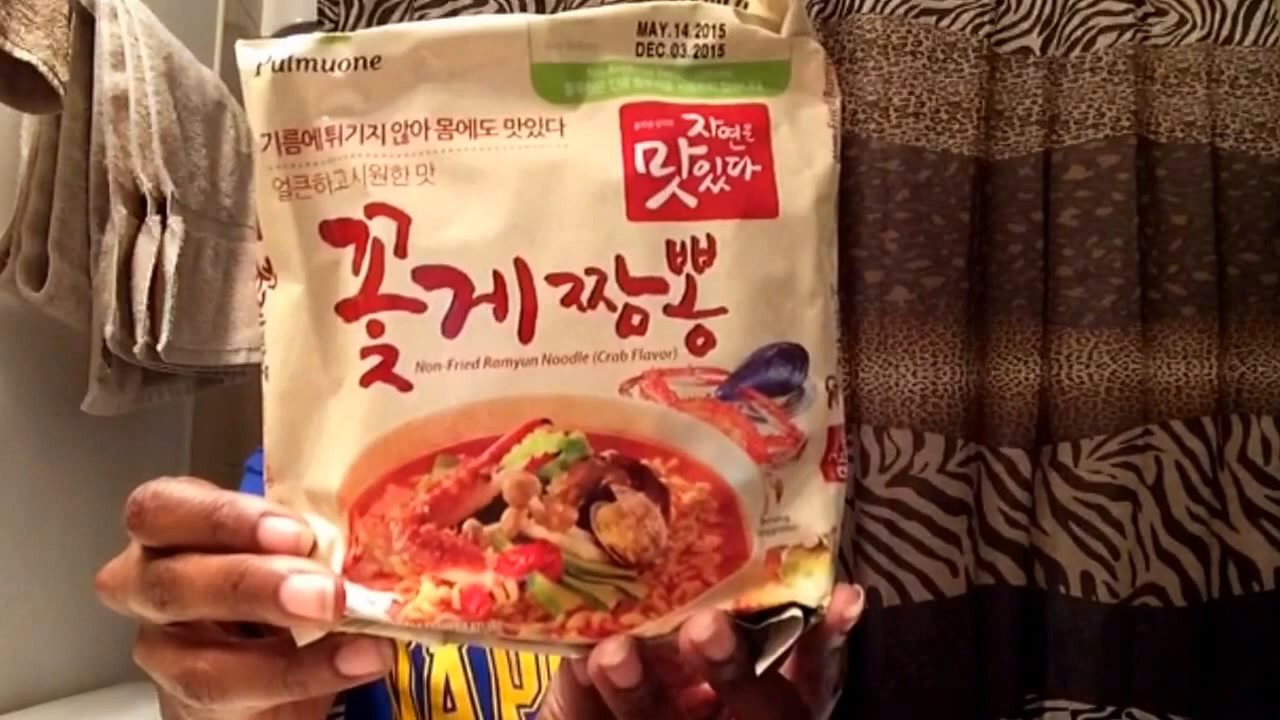 Pulmuone
MAY.14.2015
DEC.03.2015
기름에 튀기지 않아 몸에도 맛있다
얼큰하고 시원한 맛
자연은
맛있다
꽃게짬뽕
Non-Fried Ramyun Noodle (Crab Flavor)